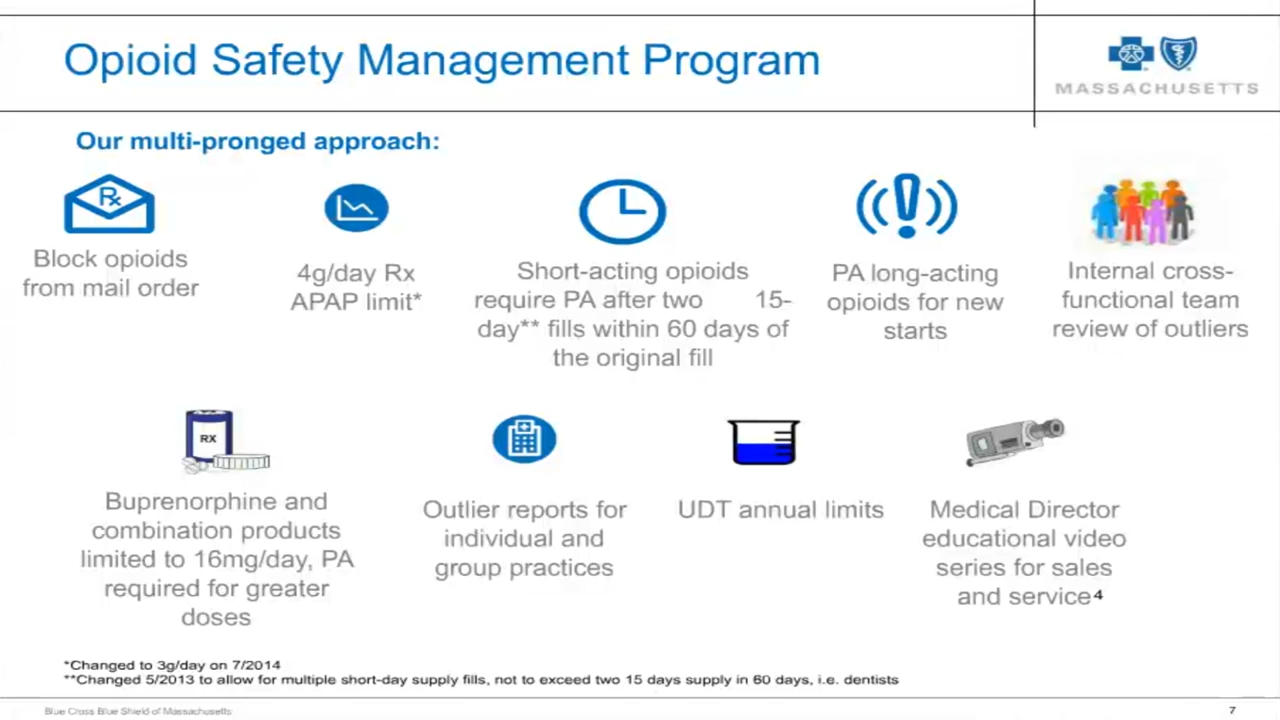 Opioid Safety Management Program
MASSACHUSETTS
Our multi-pronged approach:
Rx
Block opioids
from mail order
4g/day Rx
APAP limit*
Short-acting opioids
require PA after two 15-
day** fills within 60 days of
the original fill
PA long-acting
opioids for new
starts
Internal cross-
functional team
review of outliers
RX
Buprenorphine and
combination products
limited to 16mg/day, PA
required for greater
doses
Outlier reports for
individual and
group practices
UDT annual limits
Medical Director
educational video
series for sales
and service4
*Changed to 3g/day on 7/2014
**Changed 5/2013 to allow for multiple short-day supply fills, not to exceed two 15 days supply in 60 days, i.e. dentists
Blue Cross Blue Shield of Massachusetts
7